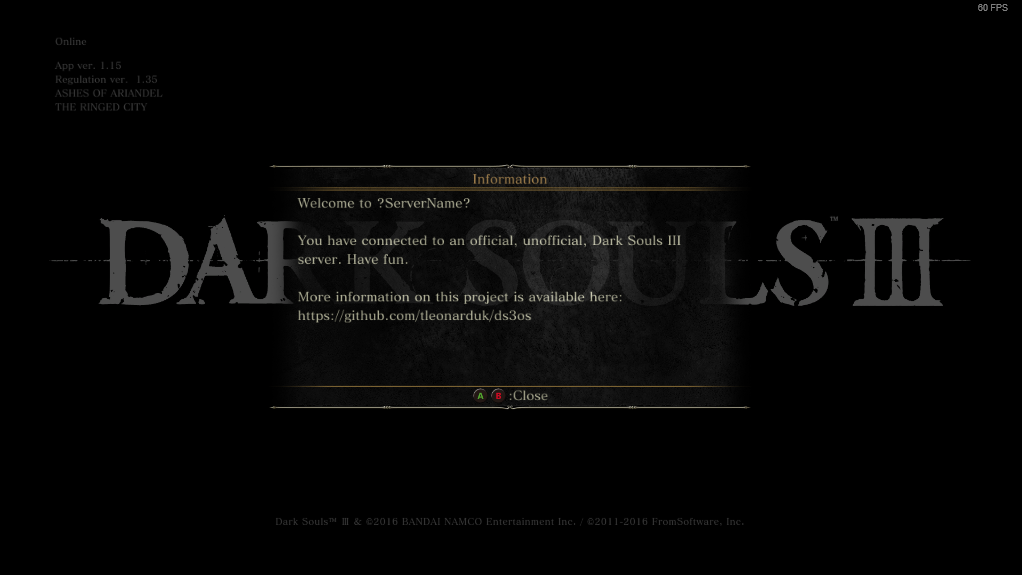 60 FPS
Online
App ver. 1.15
Regulation ver. 1.35
ASHES OF ARIANDEL
THE RINGED CITY
Information
Welcome to ?ServerName?
You have connected to an official, unofficial, Dark Souls III
server. Have fun.
More information on this project is available here:
https://github.com/tleonarduk/ds3os
DARK SOULS III™
A B :Close
Dark Souls™ III & ©2016 BANDAI NAMCO Entertainment Inc. / ©2011-2016 FromSoftware, Inc.